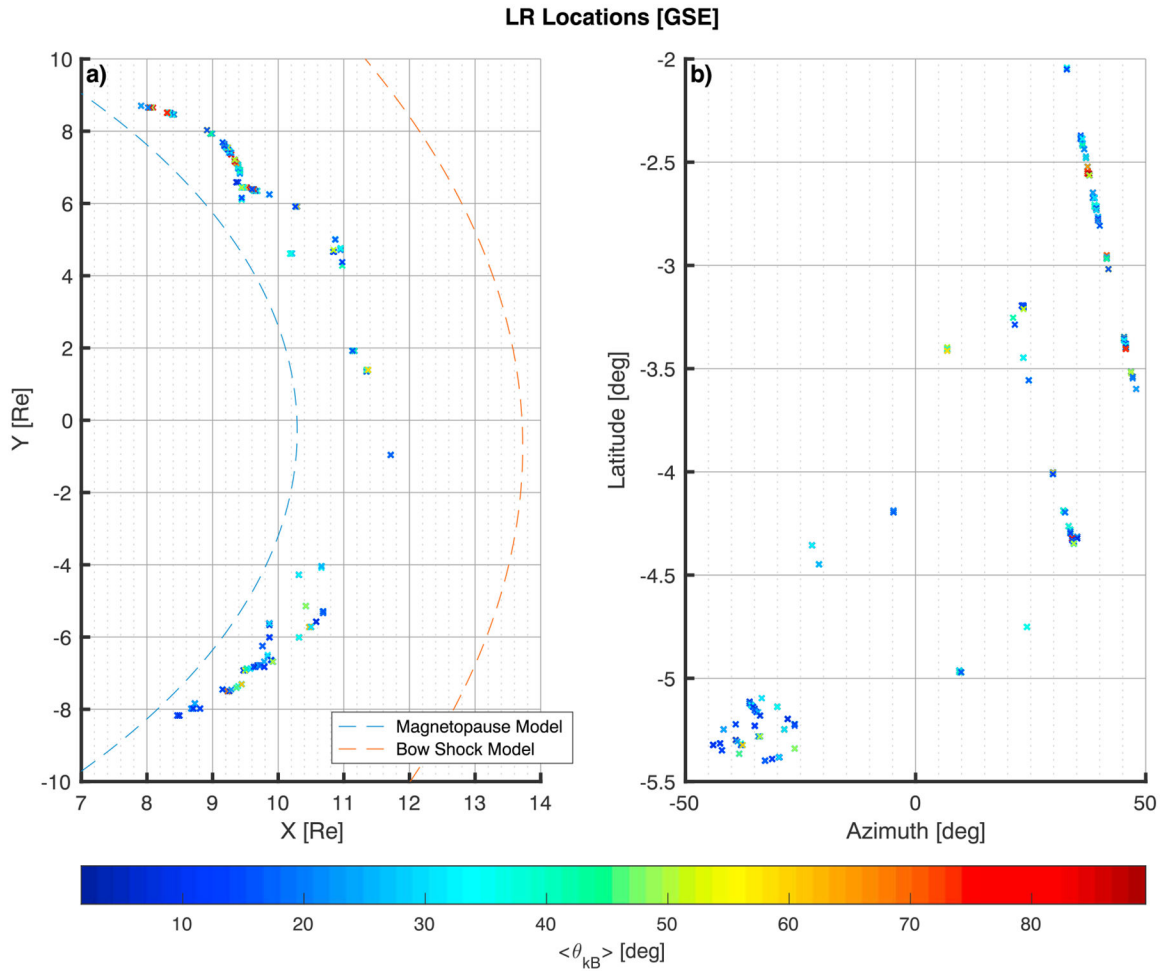 LR Locations [GSE]
a)
10
8
6
4
2
0
-2
-4
-6
-8
-10
Y [Re]
7 8 9 10 11 12 13 14
X [Re]
Magnetopause Model
Bow Shock Model
b)
-2
-2.5
-3
-3.5
-4
-4.5
-5
-5.5
Latitude [deg]
-50 0 50
Azimuth [deg]
10 20 30 40 50 60 70 80
<θkB> [deg]